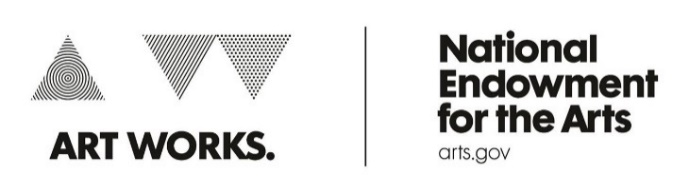 ART WORKS.
National
Endowment
for the Arts
arts.gov